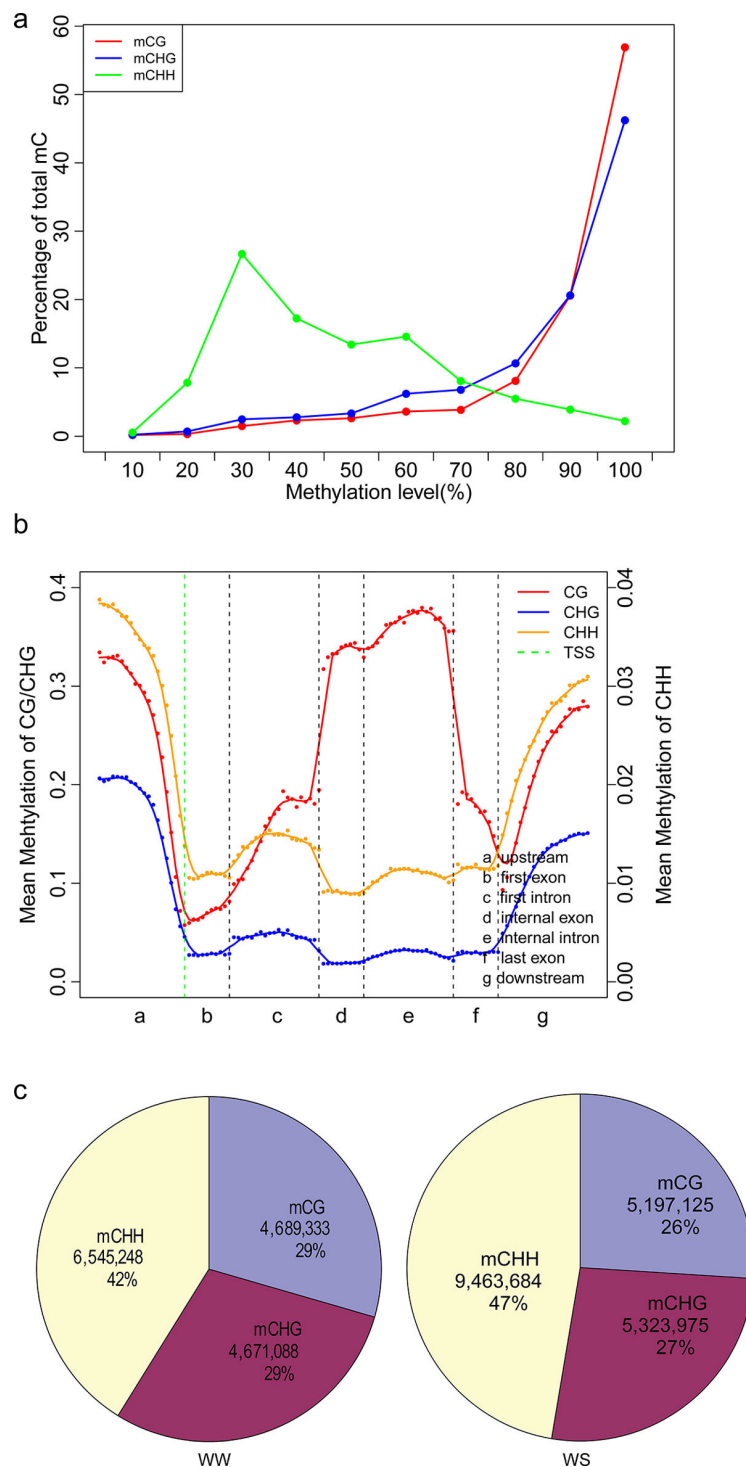 a
60
50
40
30
20
10
0
Percentage of total mC
mCG
mCHG
mCHH
10 20 30 40 50 60 70 80 90 100
Methylation level(%)
b
0.4
0.3
0.2
0.1
0.0
Mean Mehtylation of CG/CHG
CG
CHG
CHH
TSS
0.04
0.03
0.02
0.01
0.00
Mean Mehtylation of CHH
a upstream
b first exon
c first intron
d internal exon
e internal intron
f last exon
g downstream
a b c d e f g
c
mCHH
6,545,248
42%
mCG
4,689,333
29%
mCHG
4,671,088
29%
WW
mCHH
9,463,684
47%
mCG
5,197,125
26%
mCHG
5,323,975
27%
WS